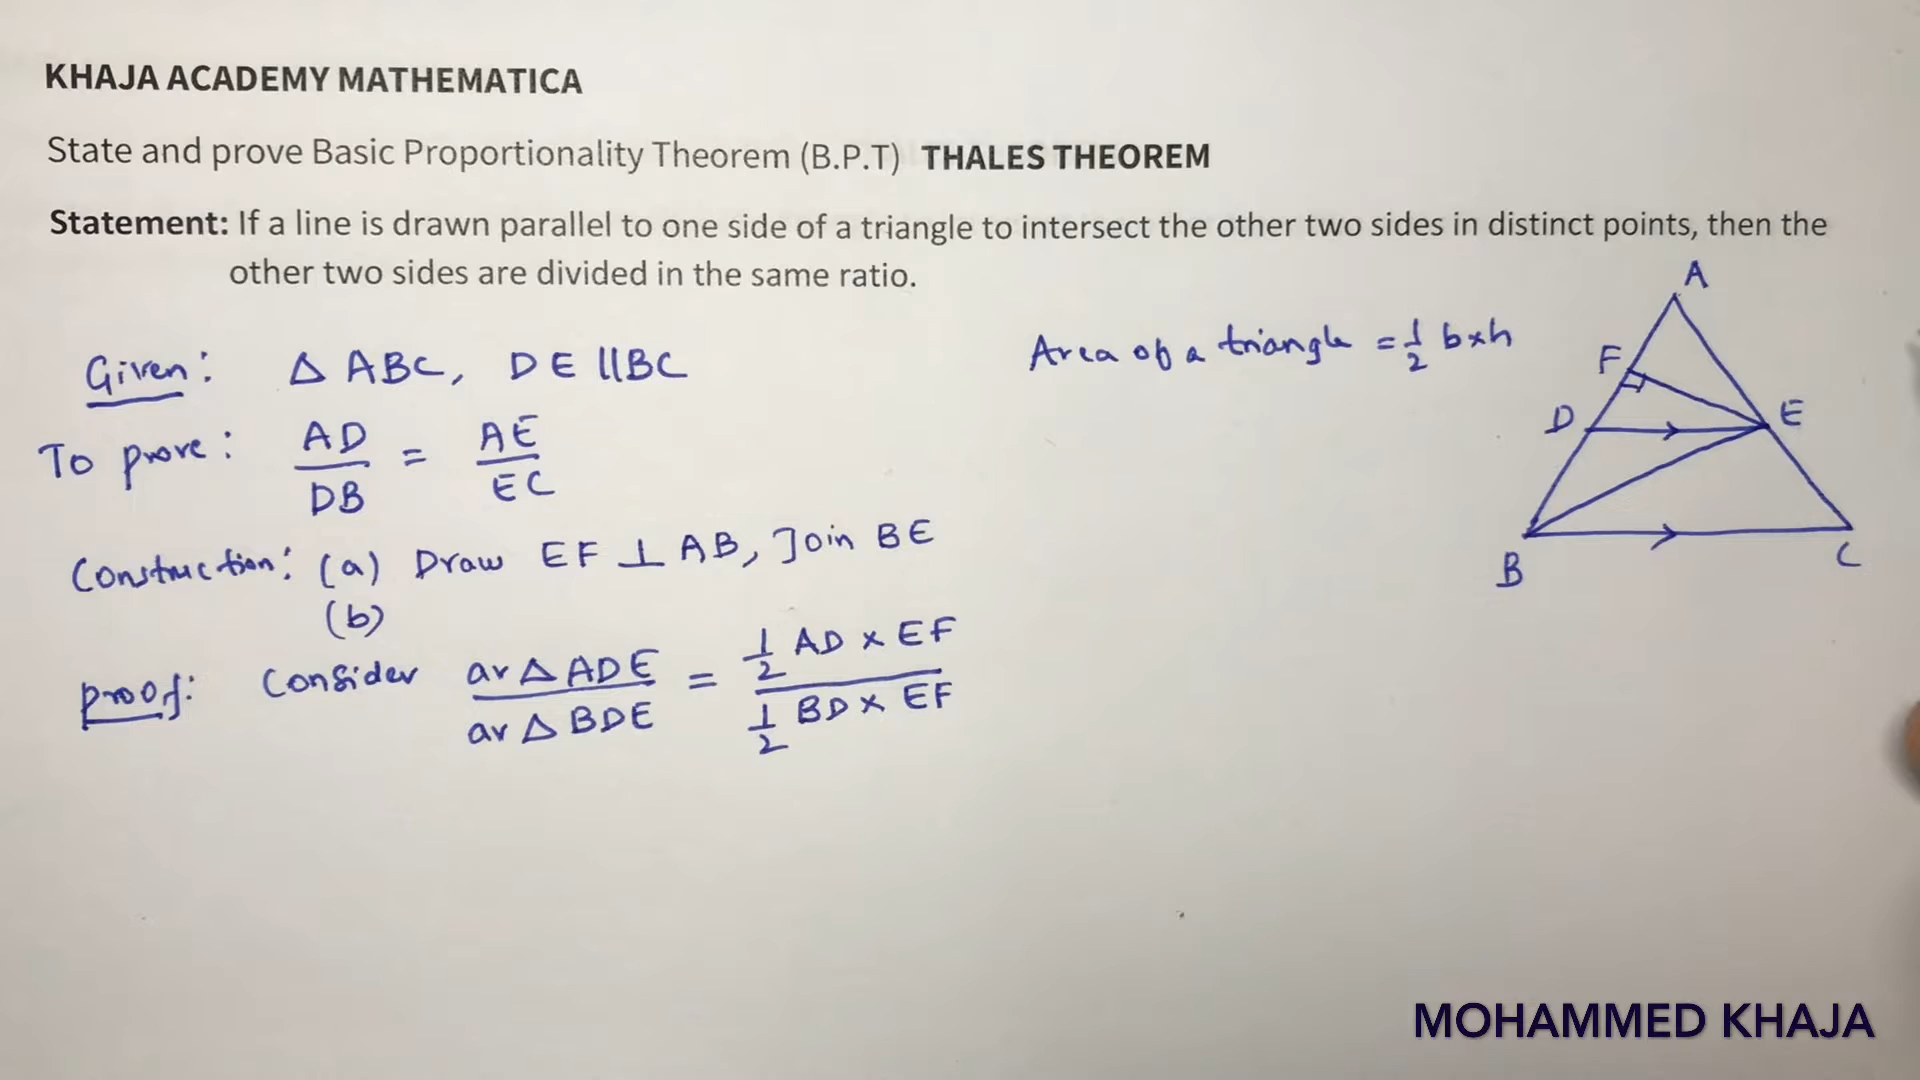 KHAJA ACADEMY MATHEMATICA
State and prove Basic Proportionality Theorem (B.P.T) THALES THEOREM
Statement: If a line is drawn parallel to one side of a triangle to intersect the other two sides in distinct points, then the
other two sides are divided in the same ratio.
Given: Δ ABC, DE ||BC
To prove: AD/DB = AE/EC
Construction: (a) Draw EF ⊥ AB, Join BE
(b)
Proof: Consider ar Δ ADE / ar Δ BDE = 1/2 AD × EF / 1/2 BD × EF
Area of a triangle = 1/2 b×h
A
F
D
E
B
C
MOHAMMED KHAJA